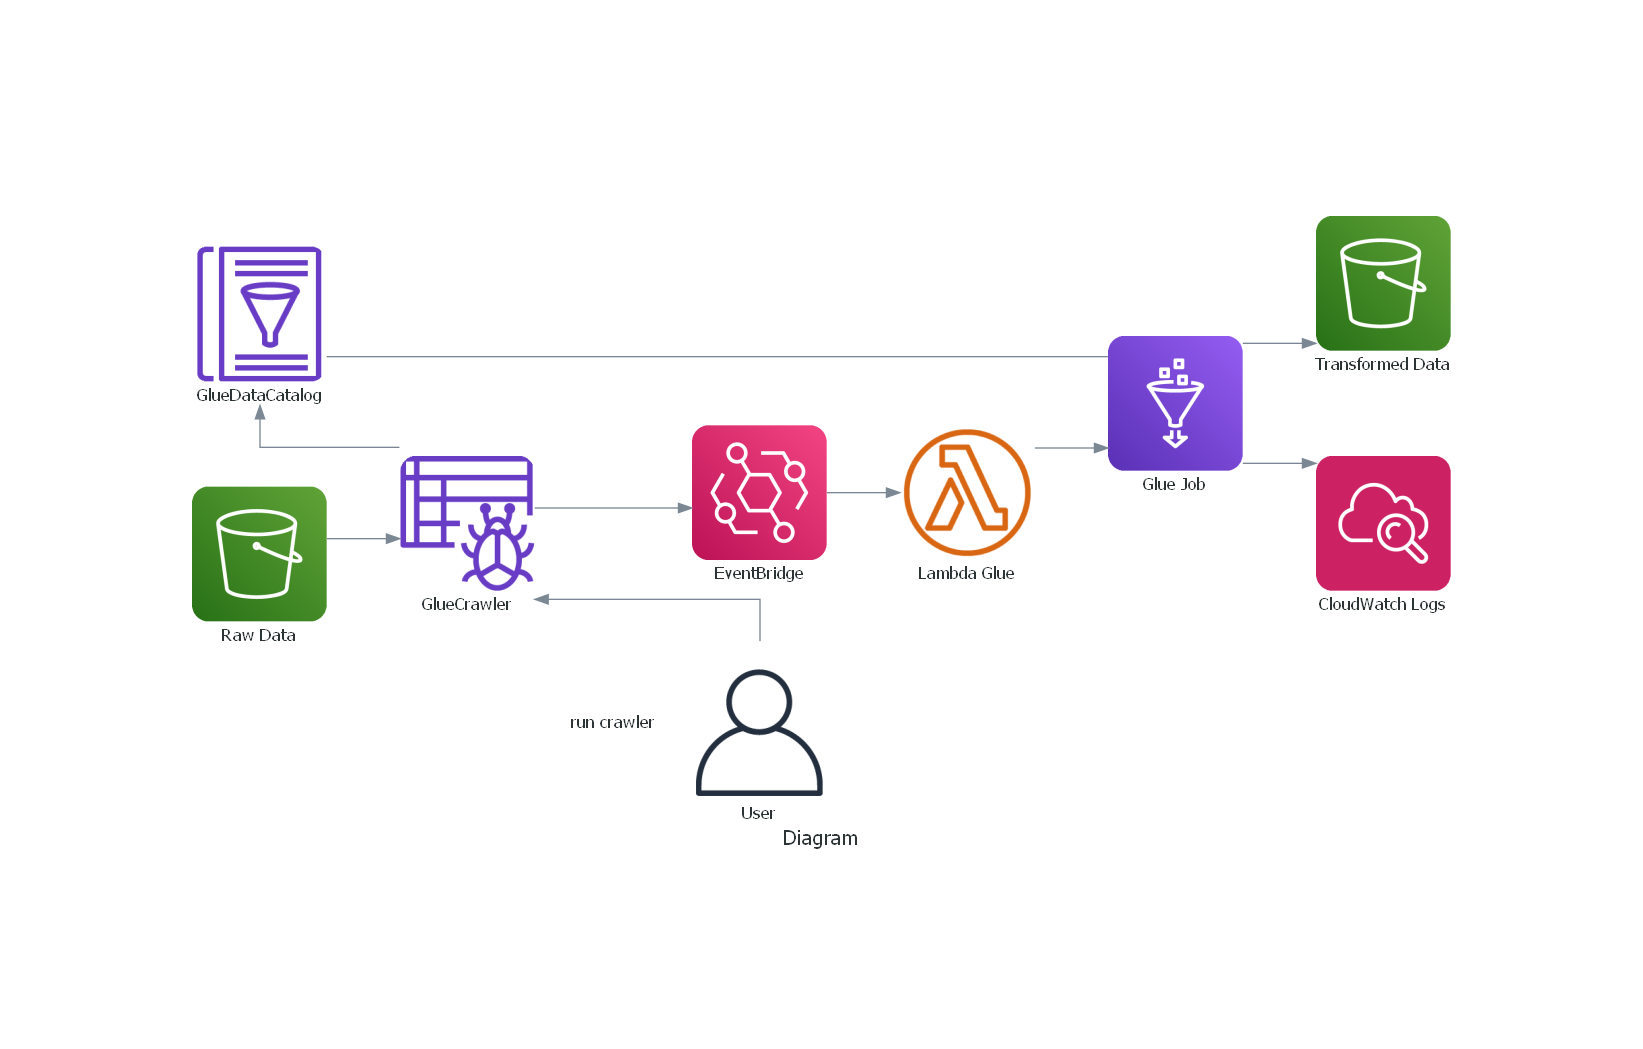 Transformed Data
GlueDataCatalog
Glue Job
EventBridge
Lambda Glue
GlueCrawler
CloudWatch Logs
Raw Data
run crawler
User
Diagram